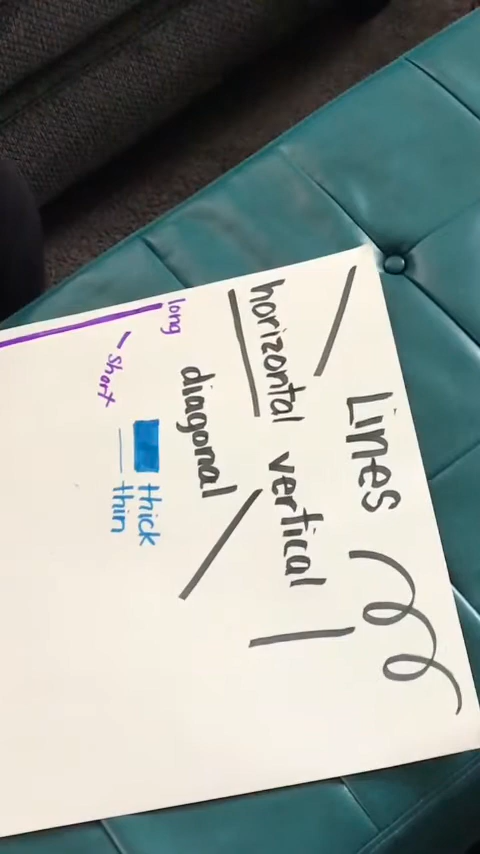 Lines
horizontal vertical
diagonal
long
short
thick
thin